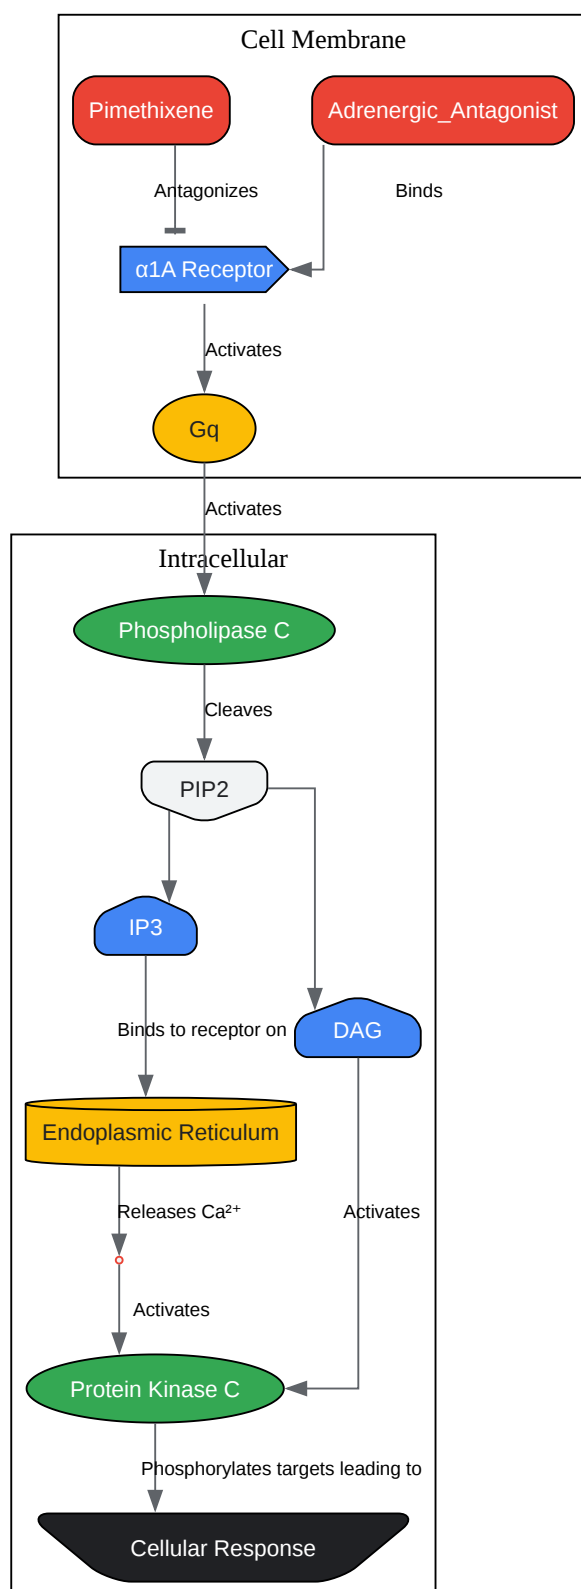 Cell Membrane
Pimethixene
Adrenergic_Antagonist
Antagonizes
Binds
α1A Receptor
Activates
Gq
Activates
Intracellular
Phospholipase C
Cleaves
PIP2
IP3
Binds to receptor on
DAG
Endoplasmic Reticulum
Releases Ca²⁺
Activates
Activates
Protein Kinase C
Phosphorylates targets leading to
Cellular Response